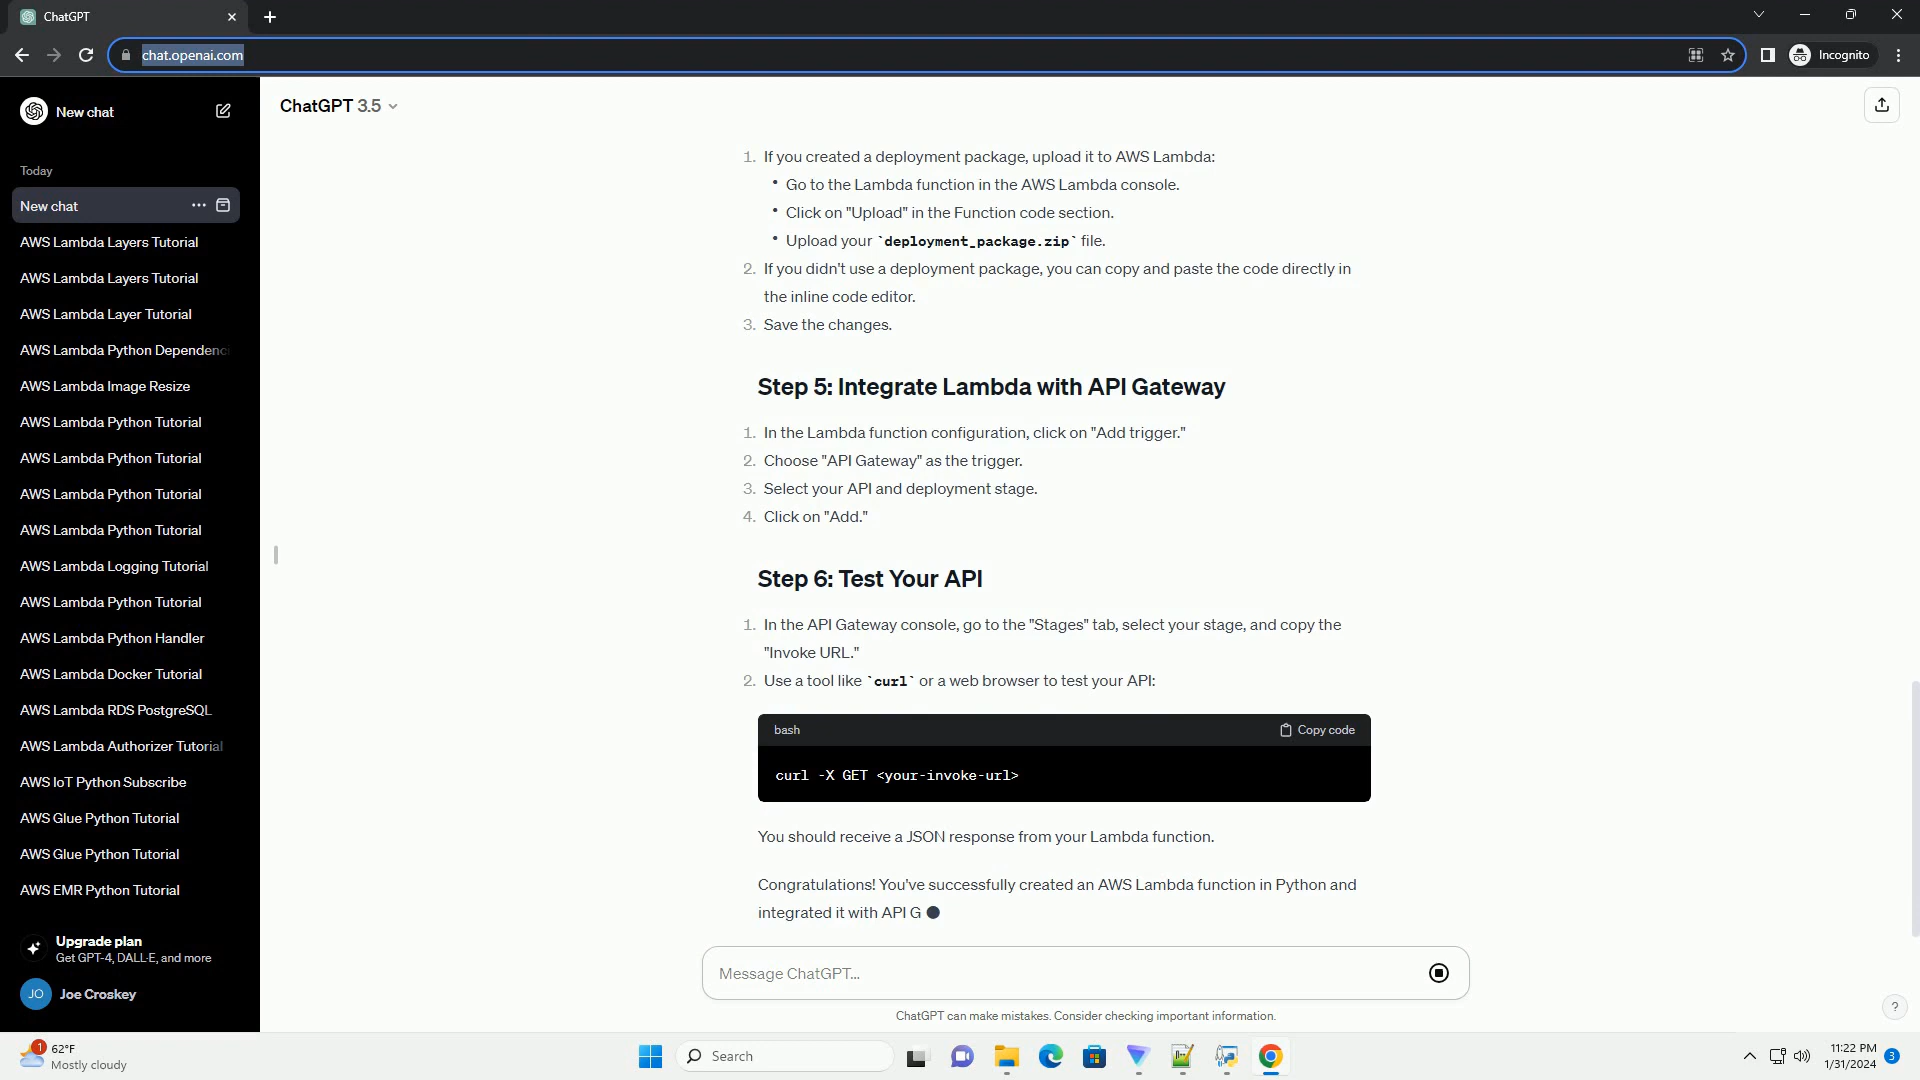 ChatGPT
chat.openai.com
Incognito
New chat
Today
New chat
AWS Lambda Layers Tutorial
AWS Lambda Layers Tutorial
AWS Lambda Layer Tutorial
AWS Lambda Python Dependenc
AWS Lambda Image Resize
AWS Lambda Python Tutorial
AWS Lambda Python Tutorial
AWS Lambda Python Tutorial
AWS Lambda Python Tutorial
AWS Lambda Logging Tutorial
AWS Lambda Python Tutorial
AWS Lambda Python Handler
AWS Lambda Docker Tutorial
AWS Lambda RDS PostgreSQL
AWS Lambda Authorizer Tutorial
AWS IoT Python Subscribe
AWS Glue Python Tutorial
AWS Glue Python Tutorial
AWS EMR Python Tutorial
Upgrade plan
Get GPT-4, DALL·E, and more
JO Joe Croskey
ChatGPT 3.5
1. If you created a deployment package, upload it to AWS Lambda:
• Go to the Lambda function in the AWS Lambda console.
• Click on "Upload" in the Function code section.
• Upload your `deployment_package.zip` file.
2. If you didn't use a deployment package, you can copy and paste the code directly in
the inline code editor.
3. Save the changes.
Step 5: Integrate Lambda with API Gateway
1. In the Lambda function configuration, click on "Add trigger."
2. Choose "API Gateway" as the trigger.
3. Select your API and deployment stage.
4. Click on "Add."
Step 6: Test Your API
1. In the API Gateway console, go to the "Stages" tab, select your stage, and copy the
"Invoke URL."
2. Use a tool like `curl` or a web browser to test your API:
bash Copy code
curl -X GET <your-invoke-url>
You should receive a JSON response from your Lambda function.
Congratulations! You've successfully created an AWS Lambda function in Python and
integrated it with API G
Message ChatGPT...
ChatGPT can make mistakes. Consider checking important information.
?
1
62°F
Mostly cloudy
Search
11:22 PM
1/31/2024
3